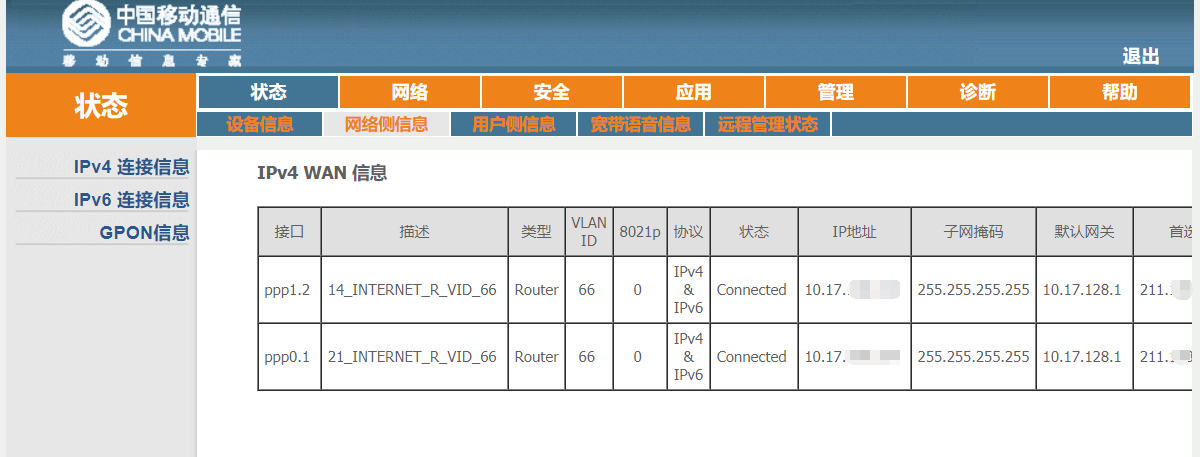 中国移动通信
CHINA MOBILE
移动信息专家
退出
状态
状态 网络 安全 应用 管理 诊断 帮助
设备信息 网络侧信息 用户侧信息 宽带语音信息 远程管理状态
IPv4 连接信息
IPv6 连接信息
GPON信息
IPv4 WAN 信息
接口 描述 类型 VLAN ID 8021p 协议 状态 IP地址 子网掩码 默认网关 首选
ppp1.2 14_INTERNET_R_VID_66 Router 66 0 IPv4 & IPv6 Connected 10.17. 255.255.255.255 10.17.128.1 211.
ppp0.1 21_INTERNET_R_VID_66 Router 66 0 IPv4 & IPv6 Connected 10.17. 255.255.255.255 10.17.128.1 211.